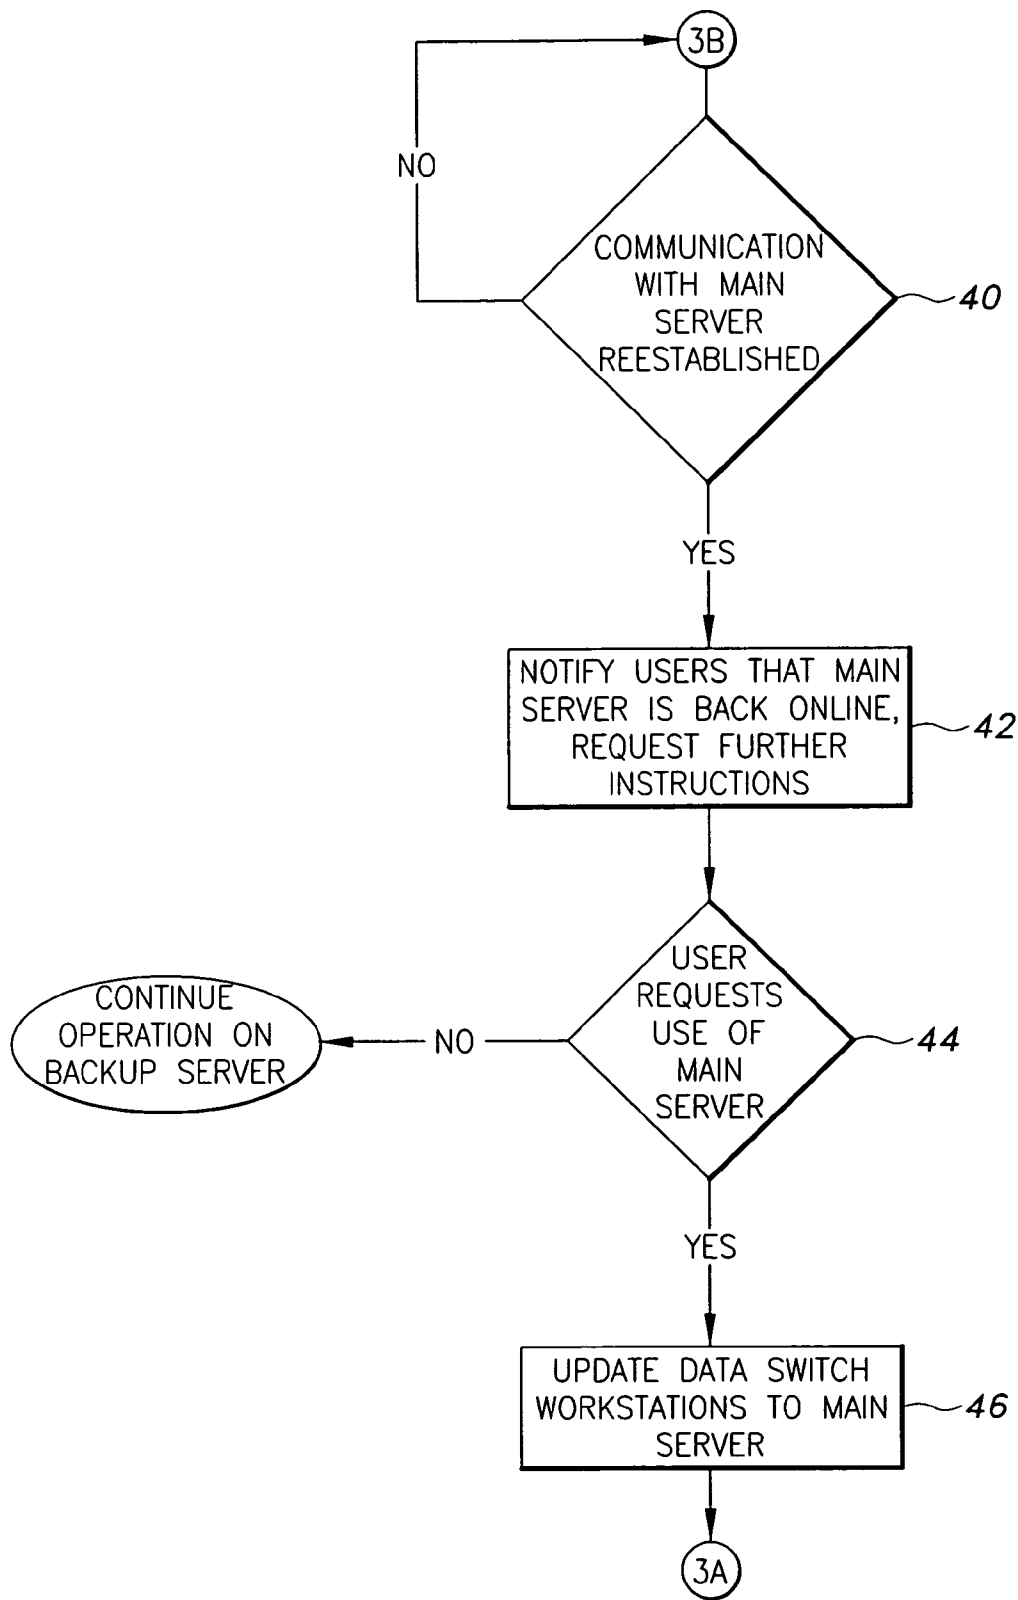 3B
NO
COMMUNICATION
WITH MAIN
SERVER
REESTABLISHED
40
YES
NOTIFY USERS THAT MAIN
SERVER IS BACK ONLINE,
REQUEST FURTHER
INSTRUCTIONS
42
USER
REQUESTS
USE OF
MAIN
SERVER
44
NO
CONTINUE
OPERATION ON
BACKUP SERVER
YES
UPDATE DATA SWITCH
WORKSTATIONS TO MAIN
SERVER
46
3A